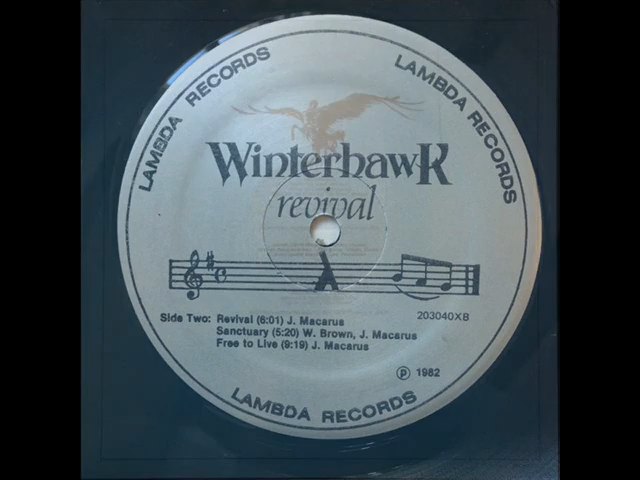 LAMBDA RECORDS
LAMBDA RECORDS
WinterhawK
revival
Side Two: Revival (8:01) J. Macarus
Sanctuary (5:20) W. Brown, J. Macarus
Free to Live (9:19) J. Macarus
203040XB
℗ 1982
LAMBDA RECORDS